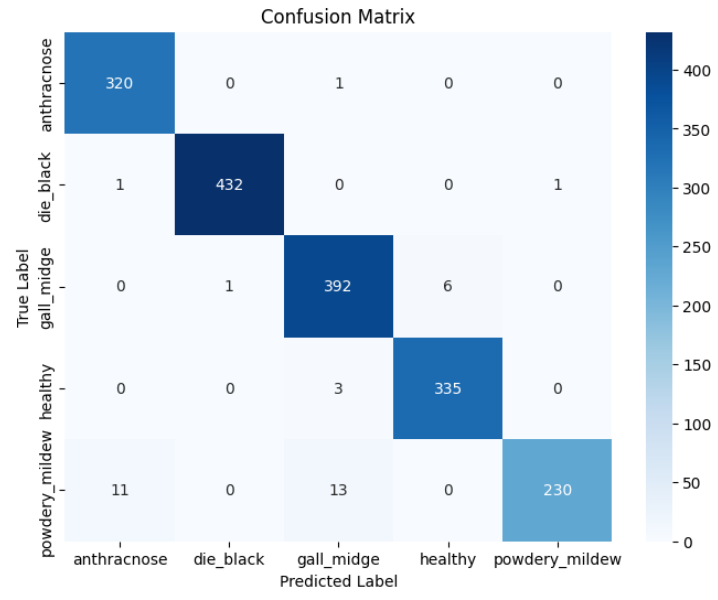 Confusion Matrix
True Label
anthracnose
320 0 1 0 0
die_black
1 432 0 0 1
gall_midge
0 1 392 6 0
healthy
0 0 3 335 0
powdery_mildew
11 0 13 0 230
anthracnose die_black gall_midge healthy powdery_mildew
Predicted Label
400
350
300
250
200
150
100
50
0